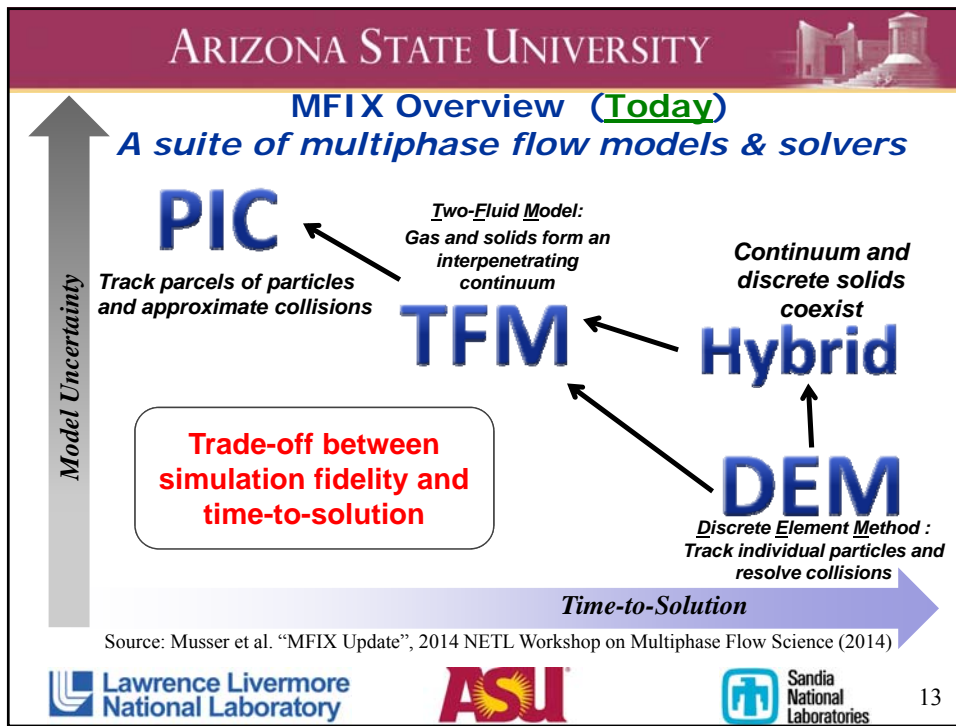 ARIZONA STATE UNIVERSITY
MFIX Overview (Today)
A suite of multiphase flow models & solvers
PIC
Track parcels of particles
and approximate collisions
Two-Fluid Model:
Gas and solids form an
interpenetrating
continuum
TFM
Continuum and
discrete solids
coexist
Hybrid
Model Uncertainty
Trade-off between
simulation fidelity and
time-to-solution
DEM
Discrete Element Method :
Track individual particles and
resolve collisions
Time-to-Solution
Source: Musser et al. “MFIX Update”, 2014 NETL Workshop on Multiphase Flow Science (2014)
Lawrence Livermore
National Laboratory
ASU
Sandia
National
Laboratories
13